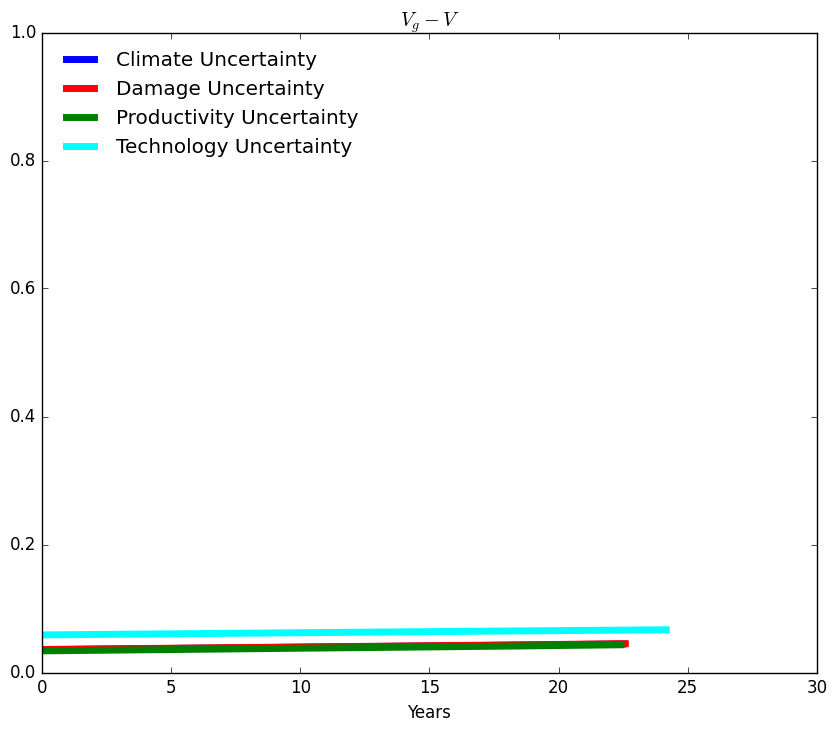 V_g − V
1.0
Climate Uncertainty
Damage Uncertainty
Productivity Uncertainty
Technology Uncertainty
0.8
0.6
0.4
0.2
0.0
0 5 10 15 20 25 30
Years